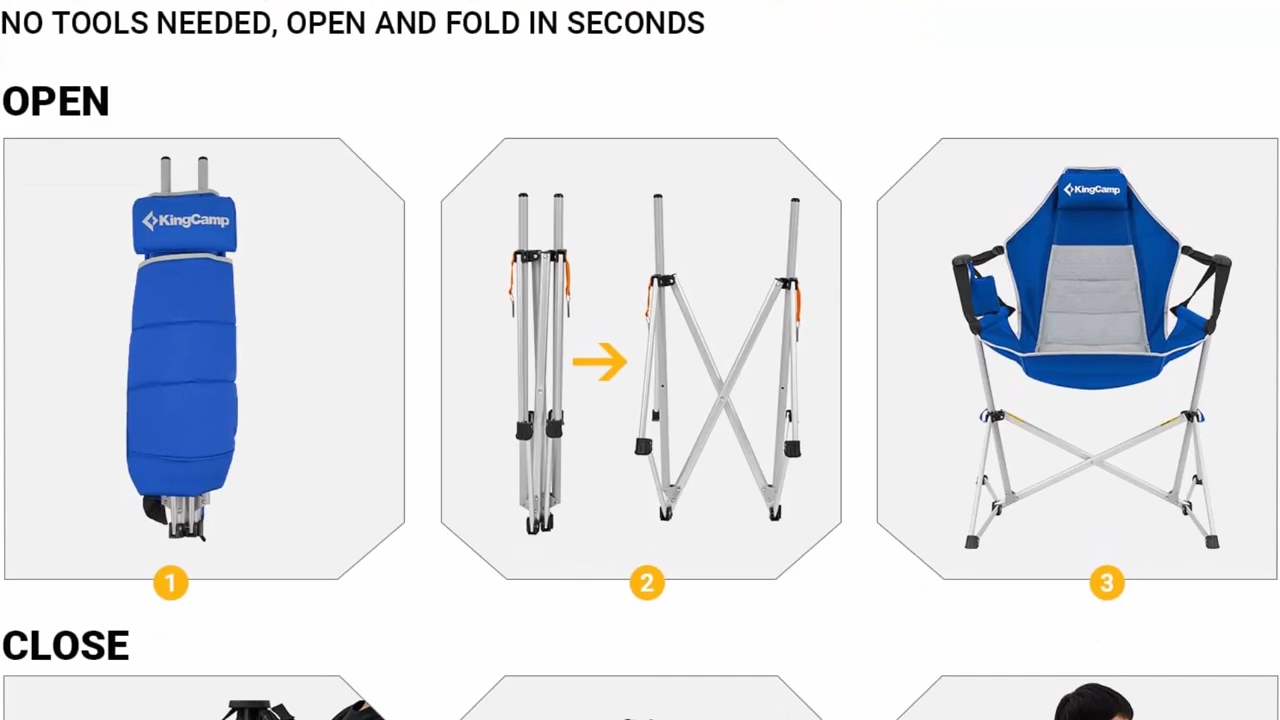 NO TOOLS NEEDED, OPEN AND FOLD IN SECONDS
OPEN
KingCamp
KingCamp
1
2
3
CLOSE